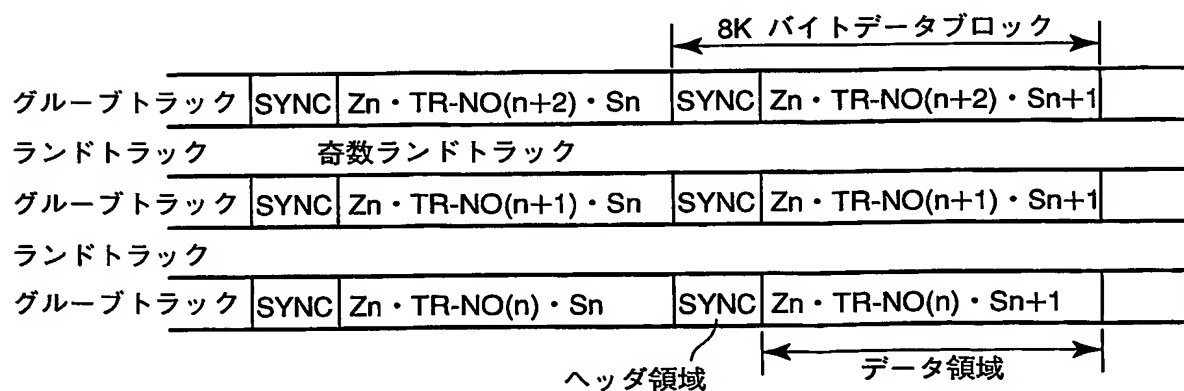 8K バイトデータブロック
グルーブトラック SYNC Zn・TR-NO(n+2)・Sn SYNC Zn・TR-NO(n+2)・Sn+1
ランドトラック 奇数ランドトラック
グルーブトラック SYNC Zn・TR-NO(n+1)・Sn SYNC Zn・TR-NO(n+1)・Sn+1
ランドトラック
グルーブトラック SYNC Zn・TR-NO(n)・Sn SYNC Zn・TR-NO(n)・Sn+1
ヘッダ領域 データ領域